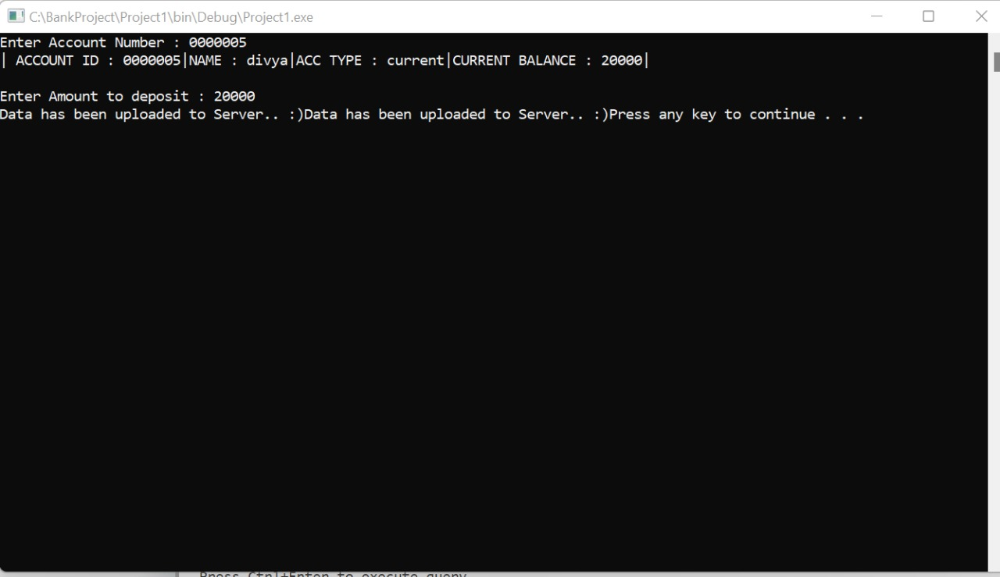 C:\BankProject\Project1\bin\Debug\Project1.exe
Enter Account Number : 0000005
| ACCOUNT ID : 0000005|NAME : divya|ACC TYPE : current|CURRENT BALANCE : 20000|
Enter Amount to deposit : 20000
Data has been uploaded to Server.. :)Data has been uploaded to Server.. :)Press any key to continue . . .
Press Ctrl+Enter to execute query